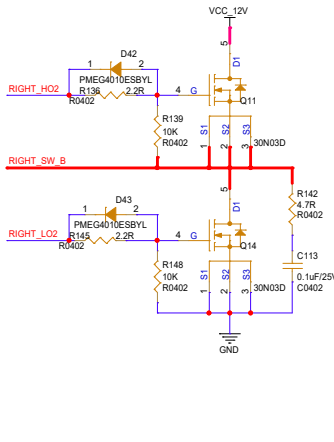 VCC_12V
5
D1
D42
1 2
PMEG4010ESBYL
RIGHT_HO2
R136 2.2R
R0402
4 G
Q11
R139
10K
R0402
S1
S2
S3
1
2
3
30N03D
RIGHT_SW_B
5
D1
D43
1 2
PMEG4010ESBYL
RIGHT_LO2
R145 2.2R
R0402
4 G
Q14
R148
10K
R0402
S1
S2
S3
1
2
3
30N03D
R142
4.7R
R0402
C113
0.1uF/25V
C0402
GND